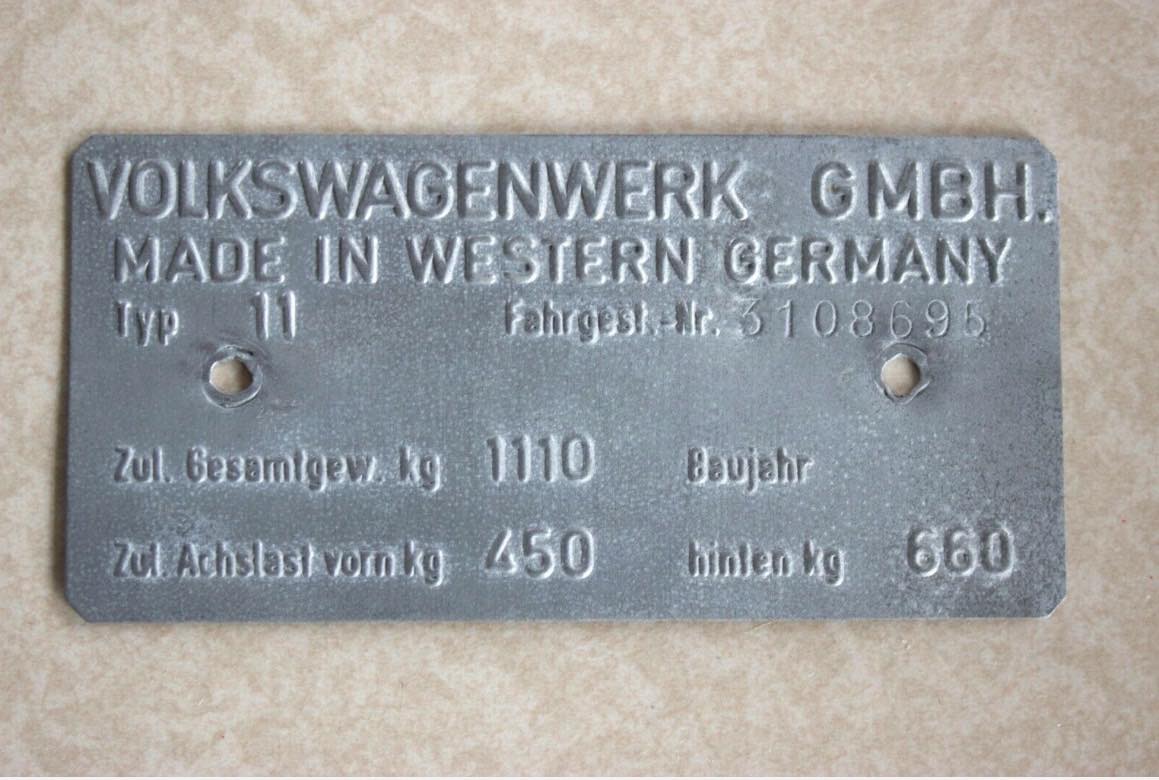 VOLKSWAGENWERK GMBH.
MADE IN WESTERN GERMANY
Typ 11 Fahrgest.-Nr. 3108695
Zul. Gesamtgew. kg 1110 Baujahr
Zul. Achslast vorn kg 450 hinten kg 660